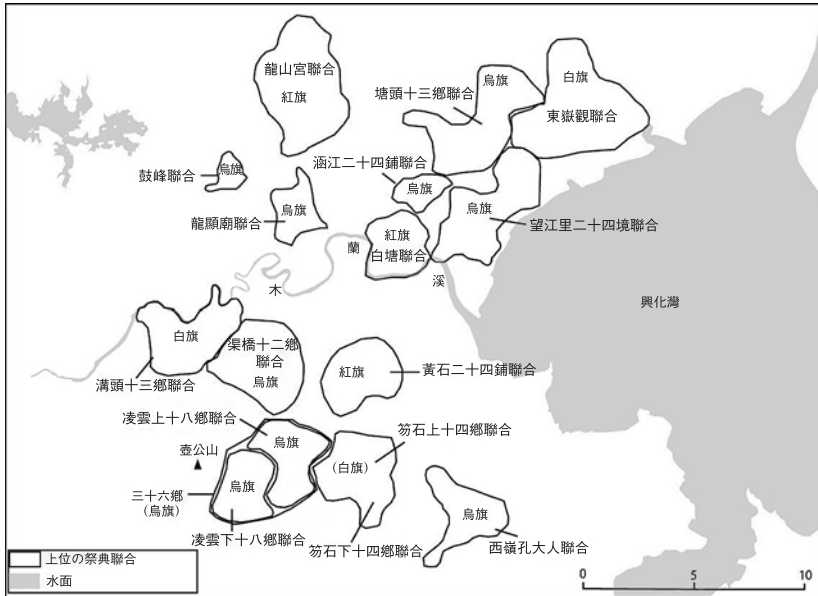 龍山宮聯合
紅旗
烏旗
塘頭十三鄉聯合
白旗
東嶽觀聯合
鼓峰聯合
烏旗
涵江二十四鋪聯合
烏旗
龍顯廟聯合
烏旗
烏旗
望江里二十四境聯合
紅旗
白塘聯合
木
蘭
溪
興化灣
白旗
溝頭十三鄉聯合
渠橋十二鄉
聯合
烏旗
紅旗
黃石二十四鋪聯合
凌雲上十八鄉聯合
烏旗
壺公山
三十六鄉
(烏旗)
烏旗
凌雲下十八鄉聯合
笏石上十四鄉聯合
(白旗)
笏石下十四鄉聯合
烏旗
西嶺孔大人聯合
上位の祭典聯合
水面
0 5 10